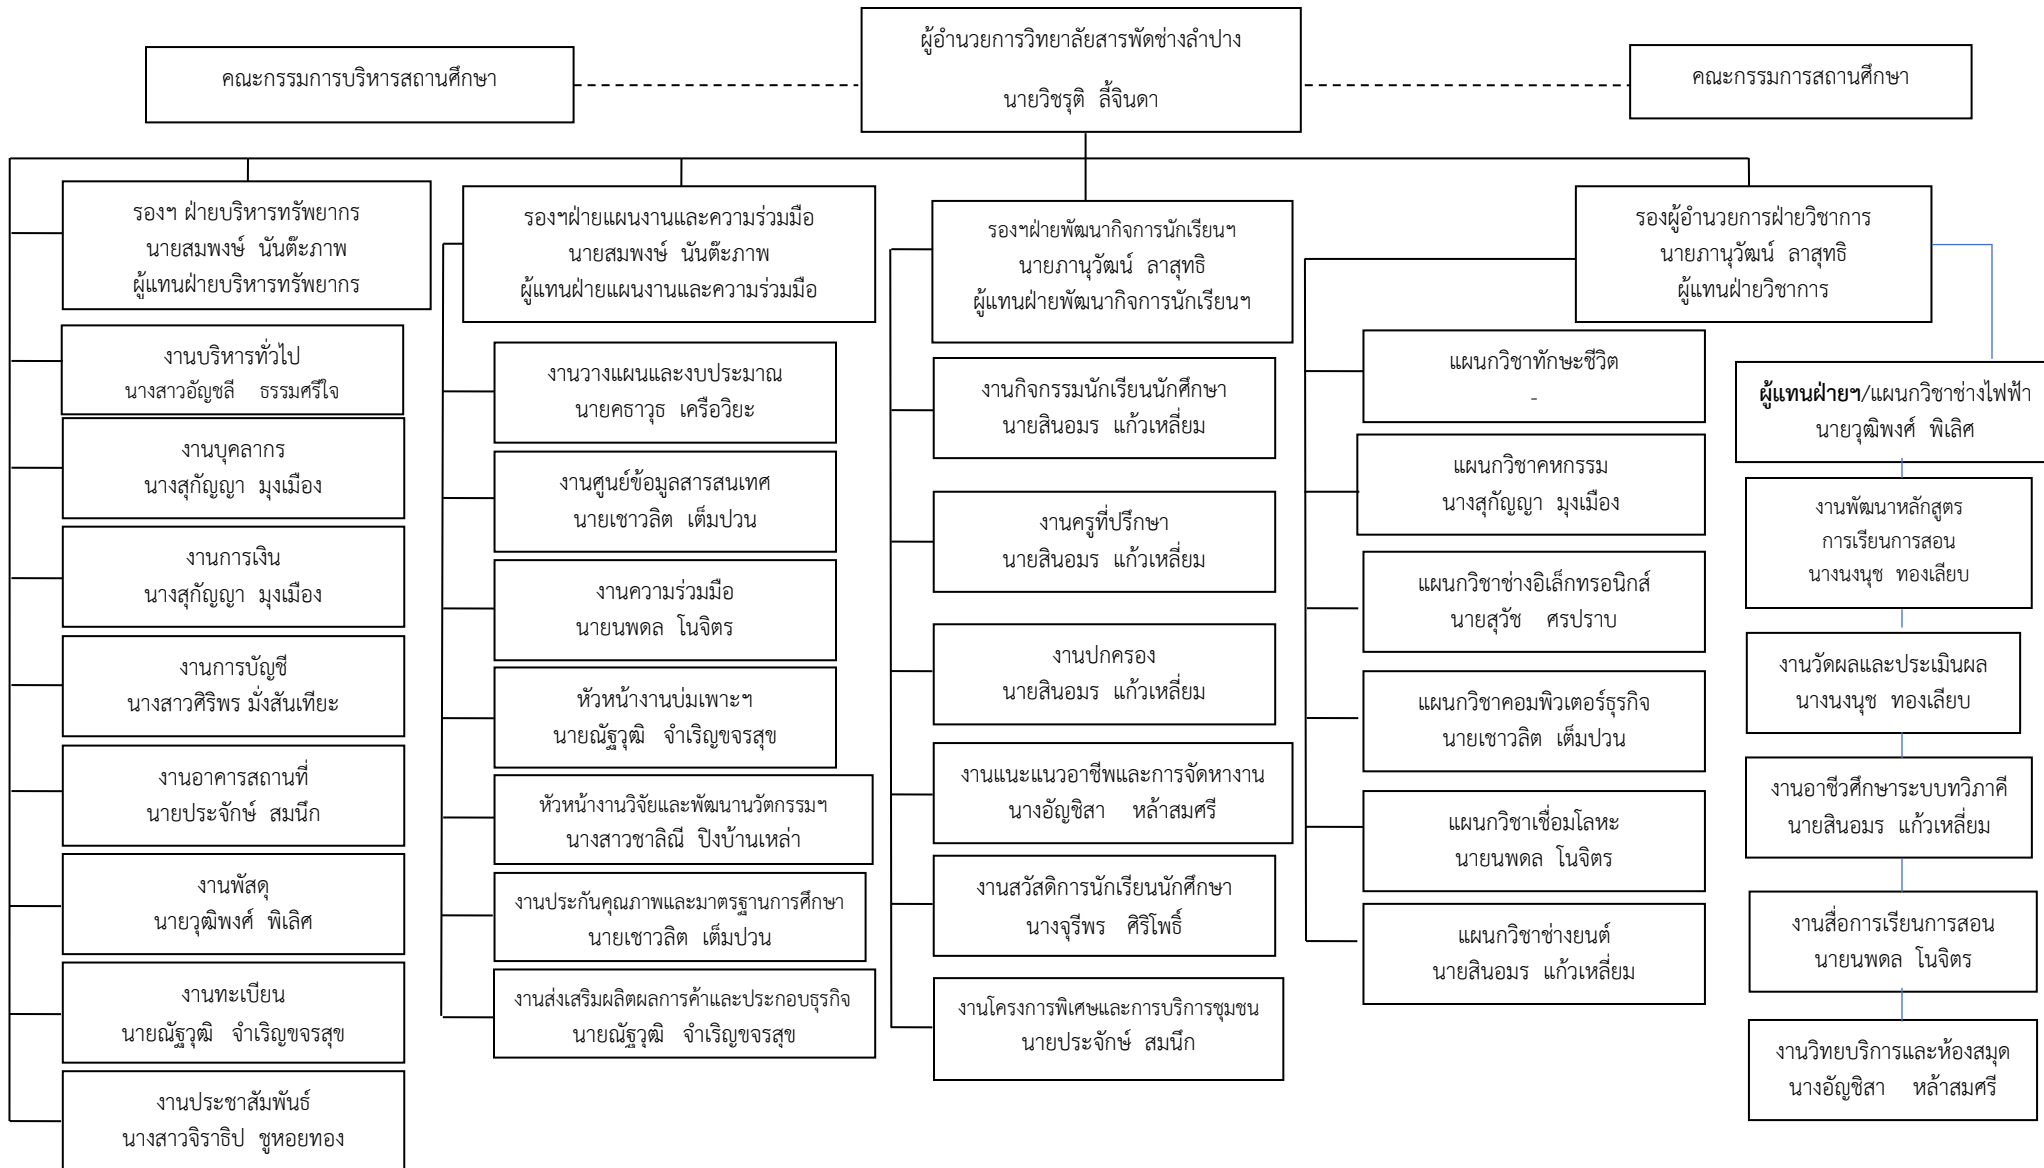 ผู้อำนวยการวิทยาลัยสารพัดช่างลำปาง
นายวิชรุติ ลี้จินดา
คณะกรรมการบริหารสถานศึกษา
คณะกรรมการสถานศึกษา
รองฯ ฝ่ายบริหารทรัพยากร
นายสมพงษ์ นันต๊ะภาพ
ผู้แทนฝ่ายบริหารทรัพยากร
งานบริหารทั่วไป
นางสาวอัญชลี ธรรมศรีใจ
งานบุคลากร
นางสุกัญญา มุงเมือง
งานการเงิน
นางสุกัญญา มุงเมือง
งานการบัญชี
นางสาวศิริพร มั่งสันเทียะ
งานอาคารสถานที่
นายประจักษ์ สมนึก
งานพัสดุ
นายวุฒิพงศ์ พิเลิศ
งานทะเบียน
นายณัฐวุฒิ จำเริญขจรสุข
งานประชาสัมพันธ์
นางสาวจิราธิป ชูหอยทอง
รองฯฝ่ายแผนงานและความร่วมมือ
นายสมพงษ์ นันต๊ะภาพ
ผู้แทนฝ่ายแผนงานและความร่วมมือ
งานวางแผนและงบประมาณ
นายคธาวุธ เครือวิยะ
งานศูนย์ข้อมูลสารสนเทศ
นายเชาวลิต เต็มปวน
งานความร่วมมือ
นายนพดล โนจิตร
หัวหน้างานบ่มเพาะฯ
นายณัฐวุฒิ จำเริญขจรสุข
หัวหน้างานวิจัยและพัฒนานวัตกรรมฯ
นางสาวชาลิณี ปิงบ้านเหล่า
งานประกันคุณภาพและมาตรฐานการศึกษา
นายเชาวลิต เต็มปวน
งานส่งเสริมผลิตผลการค้าและประกอบธุรกิจ
นายณัฐวุฒิ จำเริญขจรสุข
รองฯฝ่ายพัฒนากิจการนักเรียนฯ
นายภานุวัฒน์ ลาสุทธิ
ผู้แทนฝ่ายพัฒนากิจการนักเรียนฯ
งานกิจกรรมนักเรียนนักศึกษา
นายสินอมร แก้วเหลี่ยม
งานครูที่ปรึกษา
นายสินอมร แก้วเหลี่ยม
งานปกครอง
นายสินอมร แก้วเหลี่ยม
งานแนะแนวอาชีพและการจัดหางาน
นางอัญชิสา หล้าสมศรี
งานสวัสดิการนักเรียนนักศึกษา
นางจุรีพร ศิริโพธิ์
งานโครงการพิเศษและการบริการชุมชน
นายประจักษ์ สมนึก
รองผู้อำนวยการฝ่ายวิชาการ
นายภานุวัฒน์ ลาสุทธิ
ผู้แทนฝ่ายวิชาการ
แผนกวิชาทักษะชีวิต
-
แผนกวิชาคหกรรม
นางสุกัญญา มุงเมือง
แผนกวิชาช่างอิเล็กทรอนิกส์
นายสุวัช ศรปราบ
แผนกวิชาคอมพิวเตอร์ธุรกิจ
นายเชาวลิต เต็มปวน
แผนกวิชาเชื่อมโลหะ
นายนพดล โนจิตร
แผนกวิชาช่างยนต์
นายสินอมร แก้วเหลี่ยม
ผู้แทนฝ่ายฯ/แผนกวิชาช่างไฟฟ้า
นายวุฒิพงศ์ พิเลิศ
งานพัฒนาหลักสูตร
การเรียนการสอน
นางนงนุช ทองเลียบ
งานวัดผลและประเมินผล
นางนงนุช ทองเลียบ
งานอาชีวศึกษาระบบทวิภาคี
นายสินอมร แก้วเหลี่ยม
งานสื่อการเรียนการสอน
นายนพดล โนจิตร
งานวิทยบริการและห้องสมุด
นางอัญชิสา หล้าสมศรี